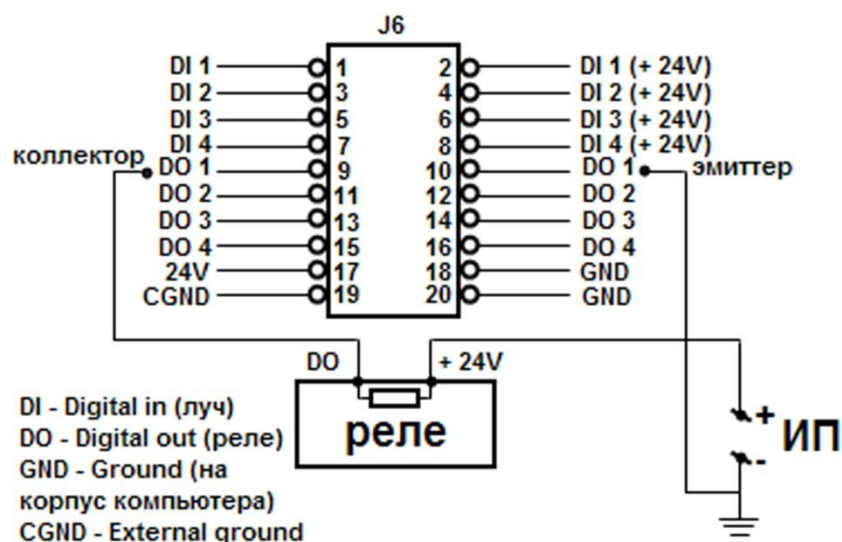 J6
DI 1 1 2 DI 1 (+ 24V)
DI 2 3 4 DI 2 (+ 24V)
DI 3 5 6 DI 3 (+ 24V)
DI 4 7 8 DI 4 (+ 24V)
коллектор DO 1 9 10 DO 1 эмиттер
DO 2 11 12 DO 2
DO 3 13 14 DO 3
DO 4 15 16 DO 4
24V 17 18 GND
CGND 19 20 GND
DO + 24V
реле
+
ИП
-
DI - Digital in (луч)
DO - Digital out (реле)
GND - Ground (на
корпус компьютера)
CGND - External ground